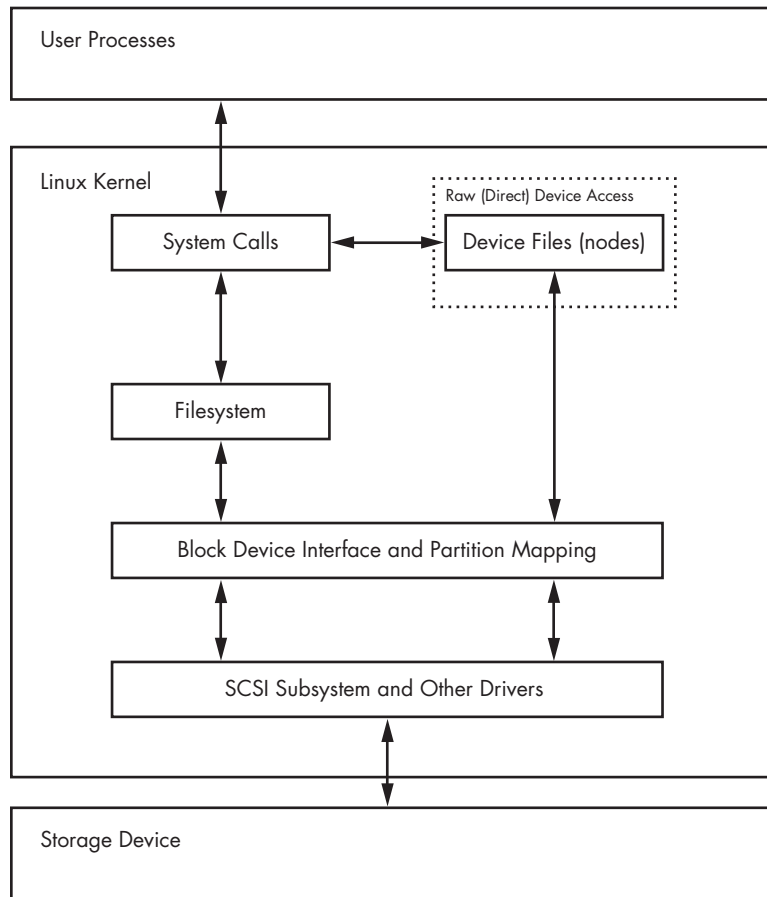 User Processes
Linux Kernel
Raw (Direct) Device Access
System Calls
Device Files (nodes)
Filesystem
Block Device Interface and Partition Mapping
SCSI Subsystem and Other Drivers
Storage Device